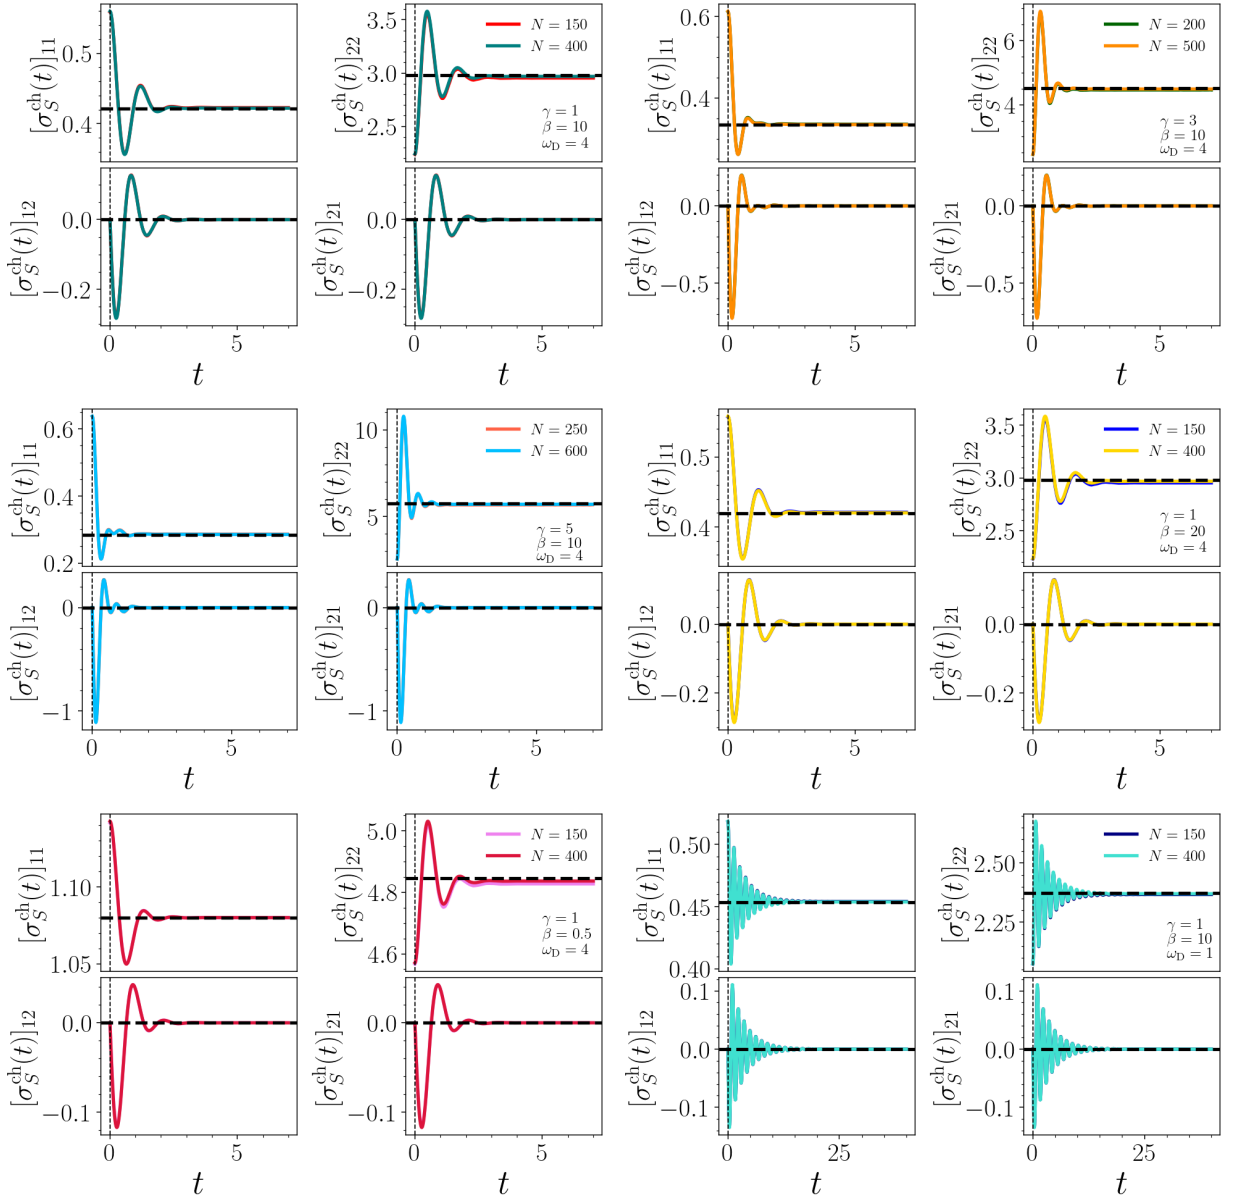 [σ_S^ch(t)]_11
0.5
0.4
[σ_S^ch(t)]_22
3.5
3.0
2.5
N = 150
N = 400
γ = 1
β = 10
ω_D = 4
[σ_S^ch(t)]_12
0.0
−0.2
0
5
t
[σ_S^ch(t)]_21
0.0
−0.2
0
5
t
[σ_S^ch(t)]_11
0.6
0.4
[σ_S^ch(t)]_22
6
4
N = 200
N = 500
γ = 3
β = 10
ω_D = 4
[σ_S^ch(t)]_12
0.0
−0.5
0
5
t
[σ_S^ch(t)]_21
0.0
−0.5
0
5
t
[σ_S^ch(t)]_11
0.6
0.4
0.2
[σ_S^ch(t)]_22
10
5
N = 250
N = 600
γ = 5
β = 10
ω_D = 4
[σ_S^ch(t)]_12
0
−1
0
5
t
[σ_S^ch(t)]_21
0
−1
0
5
t
[σ_S^ch(t)]_11
0.5
0.4
[σ_S^ch(t)]_22
3.5
3.0
2.5
N = 150
N = 400
γ = 1
β = 20
ω_D = 4
[σ_S^ch(t)]_12
0.0
−0.2
0
5
t
[σ_S^ch(t)]_21
0.0
−0.2
0
5
t
[σ_S^ch(t)]_11
1.10
1.05
[σ_S^ch(t)]_22
5.0
4.8
4.6
N = 150
N = 400
γ = 1
β = 0.5
ω_D = 4
[σ_S^ch(t)]_12
0.0
−0.1
0
5
t
[σ_S^ch(t)]_21
0.0
−0.1
0
5
t
[σ_S^ch(t)]_11
0.50
0.45
0.40
[σ_S^ch(t)]_22
2.50
2.25
N = 150
N = 400
γ = 1
β = 10
ω_D = 1
[σ_S^ch(t)]_12
0.1
0.0
−0.1
0
25
t
[σ_S^ch(t)]_21
0.1
0.0
−0.1
0
25
t